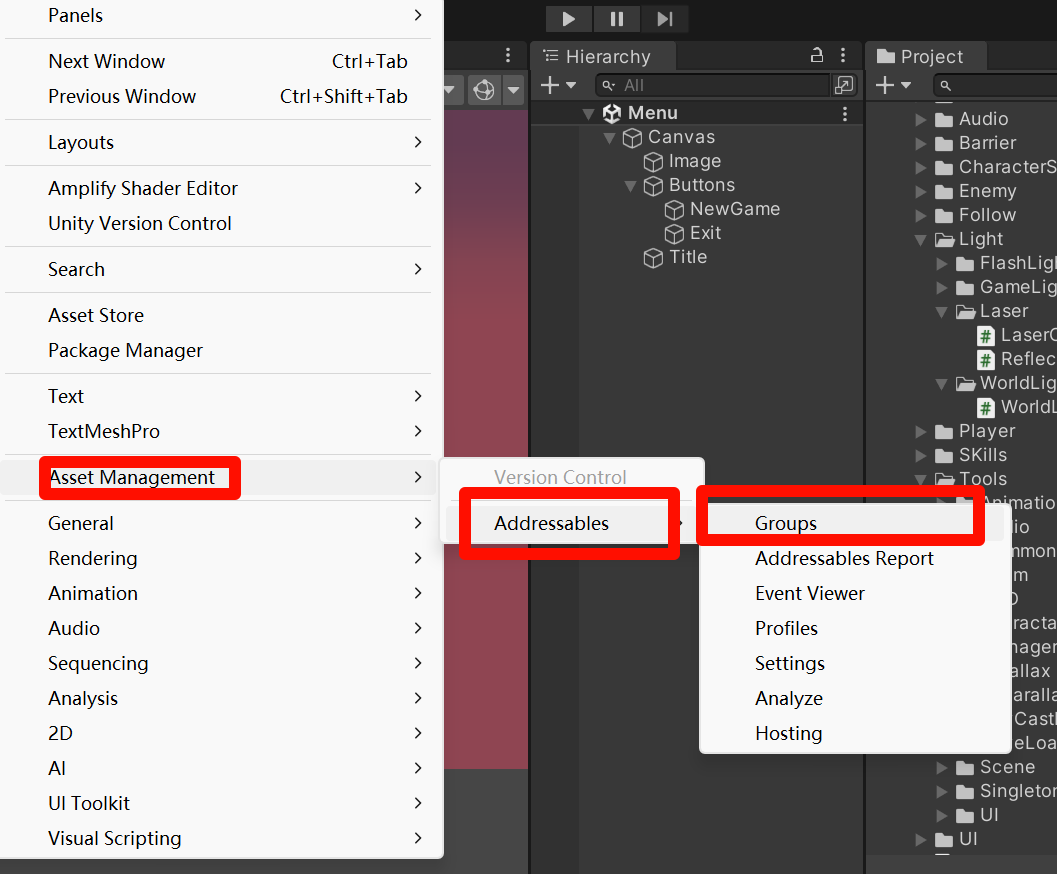 Panels
Next Window Ctrl+Tab
Previous Window Ctrl+Shift+Tab
Layouts
Amplify Shader Editor
Unity Version Control
Search
Asset Store
Package Manager
Text
TextMeshPro
Asset Management
General
Rendering
Animation
Audio
Sequencing
Analysis
2D
AI
UI Toolkit
Visual Scripting
Version Control
Addressables
Groups
Addressables Report
Event Viewer
Profiles
Settings
Analyze
Hosting
Hierarchy
All
Menu
Canvas
Image
Buttons
NewGame
Exit
Title
Project
Audio
Barrier
CharacterS
Enemy
Follow
Light
FlashLigh
GameLig
Laser
LaserC
Reflec
WorldLig
WorldL
Player
SKills
Tools
Animatio
io
mmon
m
D
racta
nager
allax
aralla
Castl
eLoa
Scene
Singleton
UI
UI